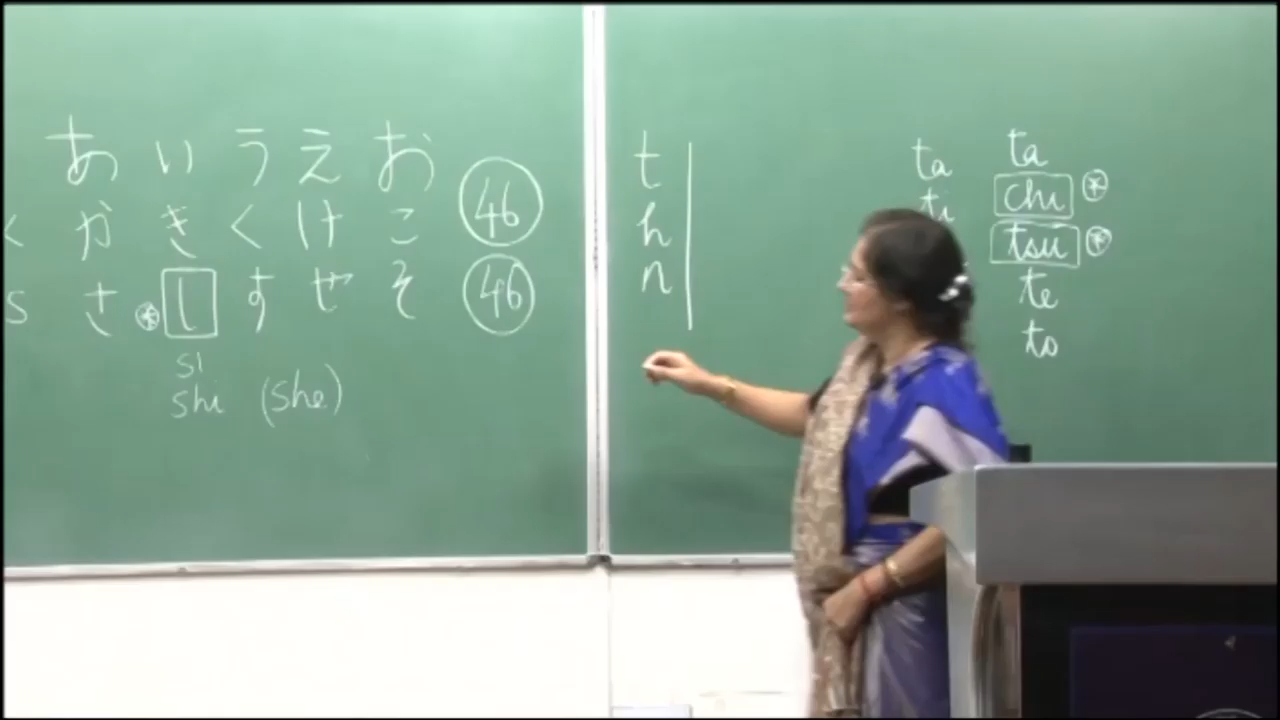 あ い う え お 46
k か き く け こ
s さ * し す せ そ 46
si
shi (she)
t
h
n
ta
ti
ta
chi *
tsu *
te
to